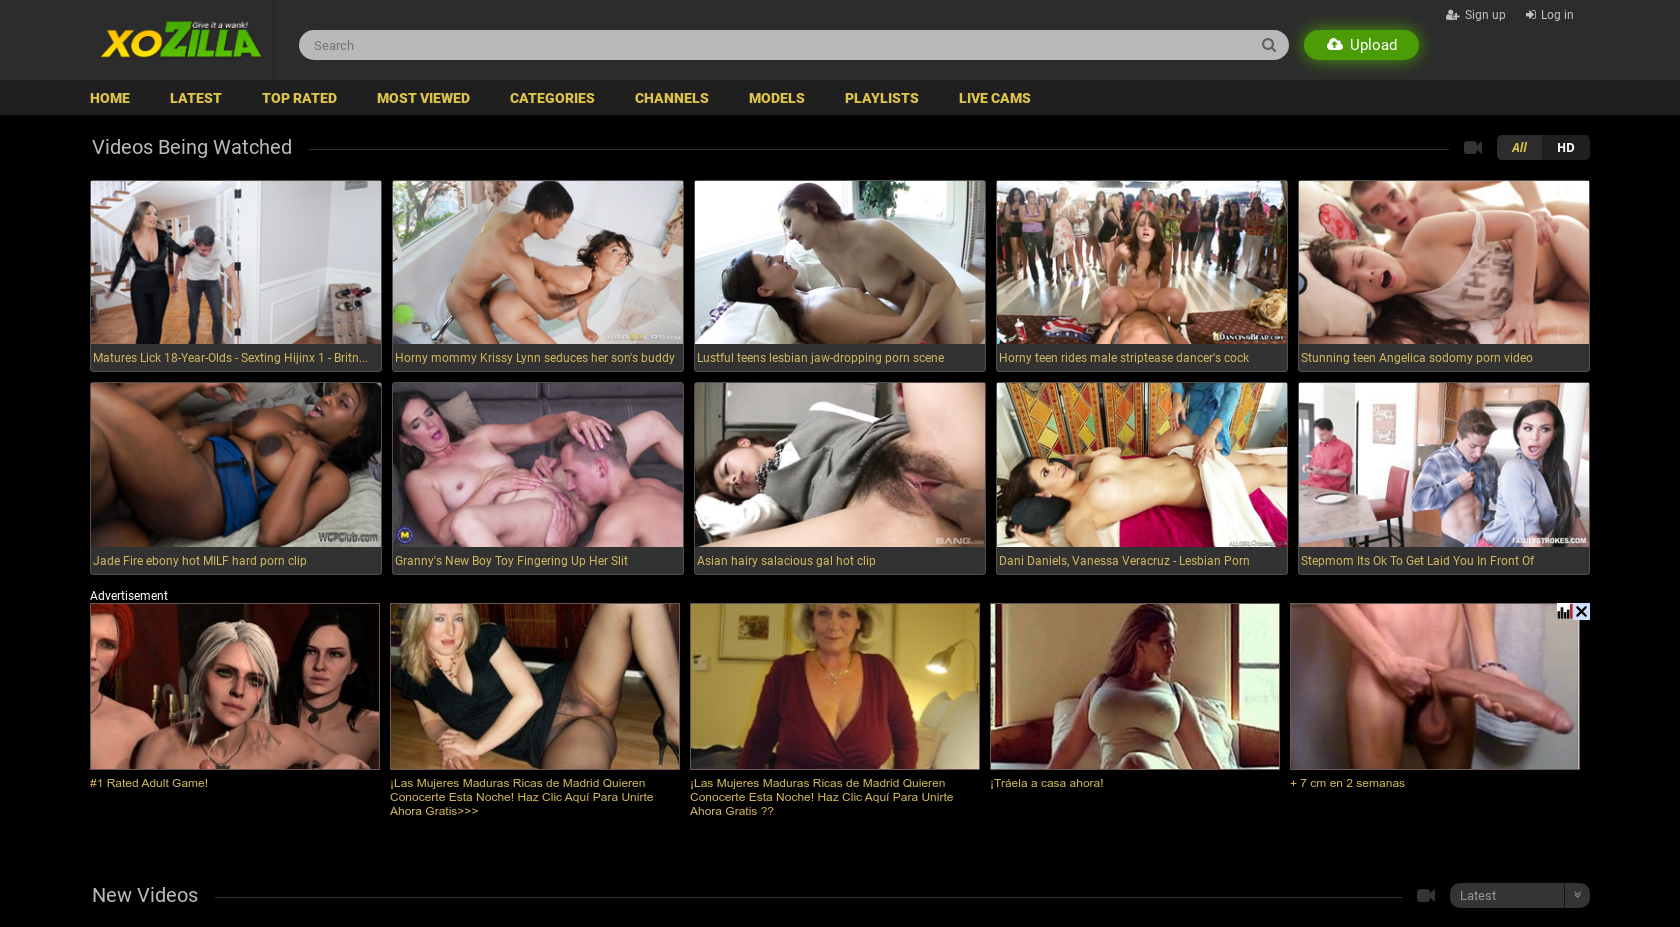 Give it a wank!
XOZILLA
Search
Upload
Sign up
Log in
HOME LATEST TOP RATED MOST VIEWED CATEGORIES CHANNELS MODELS PLAYLISTS LIVE CAMS
Videos Being Watched
All HD
Matures Lick 18-Year-Olds - Sexting Hijinx 1 - Britn...
Horny mommy Krissy Lynn seduces her son's buddy
Lustful teens lesbian jaw-dropping porn scene
DANCINGBEAR.COM
Horny teen rides male striptease dancer's cock
Stunning teen Angelica sodomy porn video
WCPClub.com
Jade Fire ebony hot MILF hard porn clip
M
Granny's New Boy Toy Fingering Up Her Slit
BANG.COM
Asian hairy salacious gal hot clip
Dani Daniels, Vanessa Veracruz - Lesbian Porn
FAMILYSTROKES.COM
Stepmom Its Ok To Get Laid You In Front Of
Advertisement
#1 Rated Adult Game!
¡Las Mujeres Maduras Ricas de Madrid Quieren
Conocerte Esta Noche! Haz Clic Aquí Para Unirte
Ahora Gratis>>>
¡Las Mujeres Maduras Ricas de Madrid Quieren
Conocerte Esta Noche! Haz Clic Aquí Para Unirte
Ahora Gratis ??
¡Tráela a casa ahora!
+ 7 cm en 2 semanas
New Videos
Latest